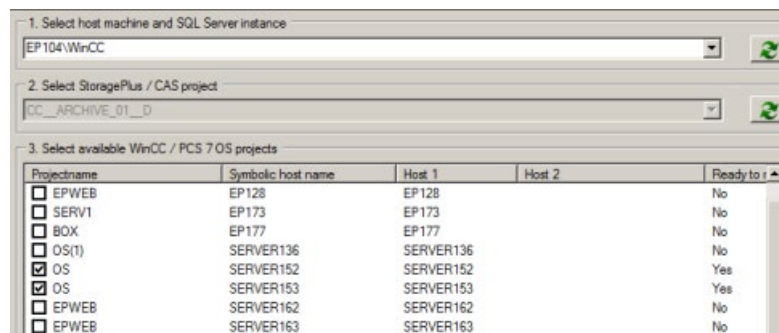 1. Select host machine and SQL Server instance
EP104\WinCC
2. Select StoragePlus / CAS project
CC__ARCHIVE_01__D
3. Select available WinCC / PCS 7 OS projects
Projectname Symbolic host name Host 1 Host 2 Ready to
EPWEB EP128 EP128 No
SERV1 EP173 EP173 No
BOX EP177 EP177 No
OS(1) SERVER136 SERVER136 No
OS SERVER152 SERVER152 Yes
OS SERVER153 SERVER153 Yes
EPWEB SERVER162 SERVER162 No
EPWEB SERVER163 SERVER163 No